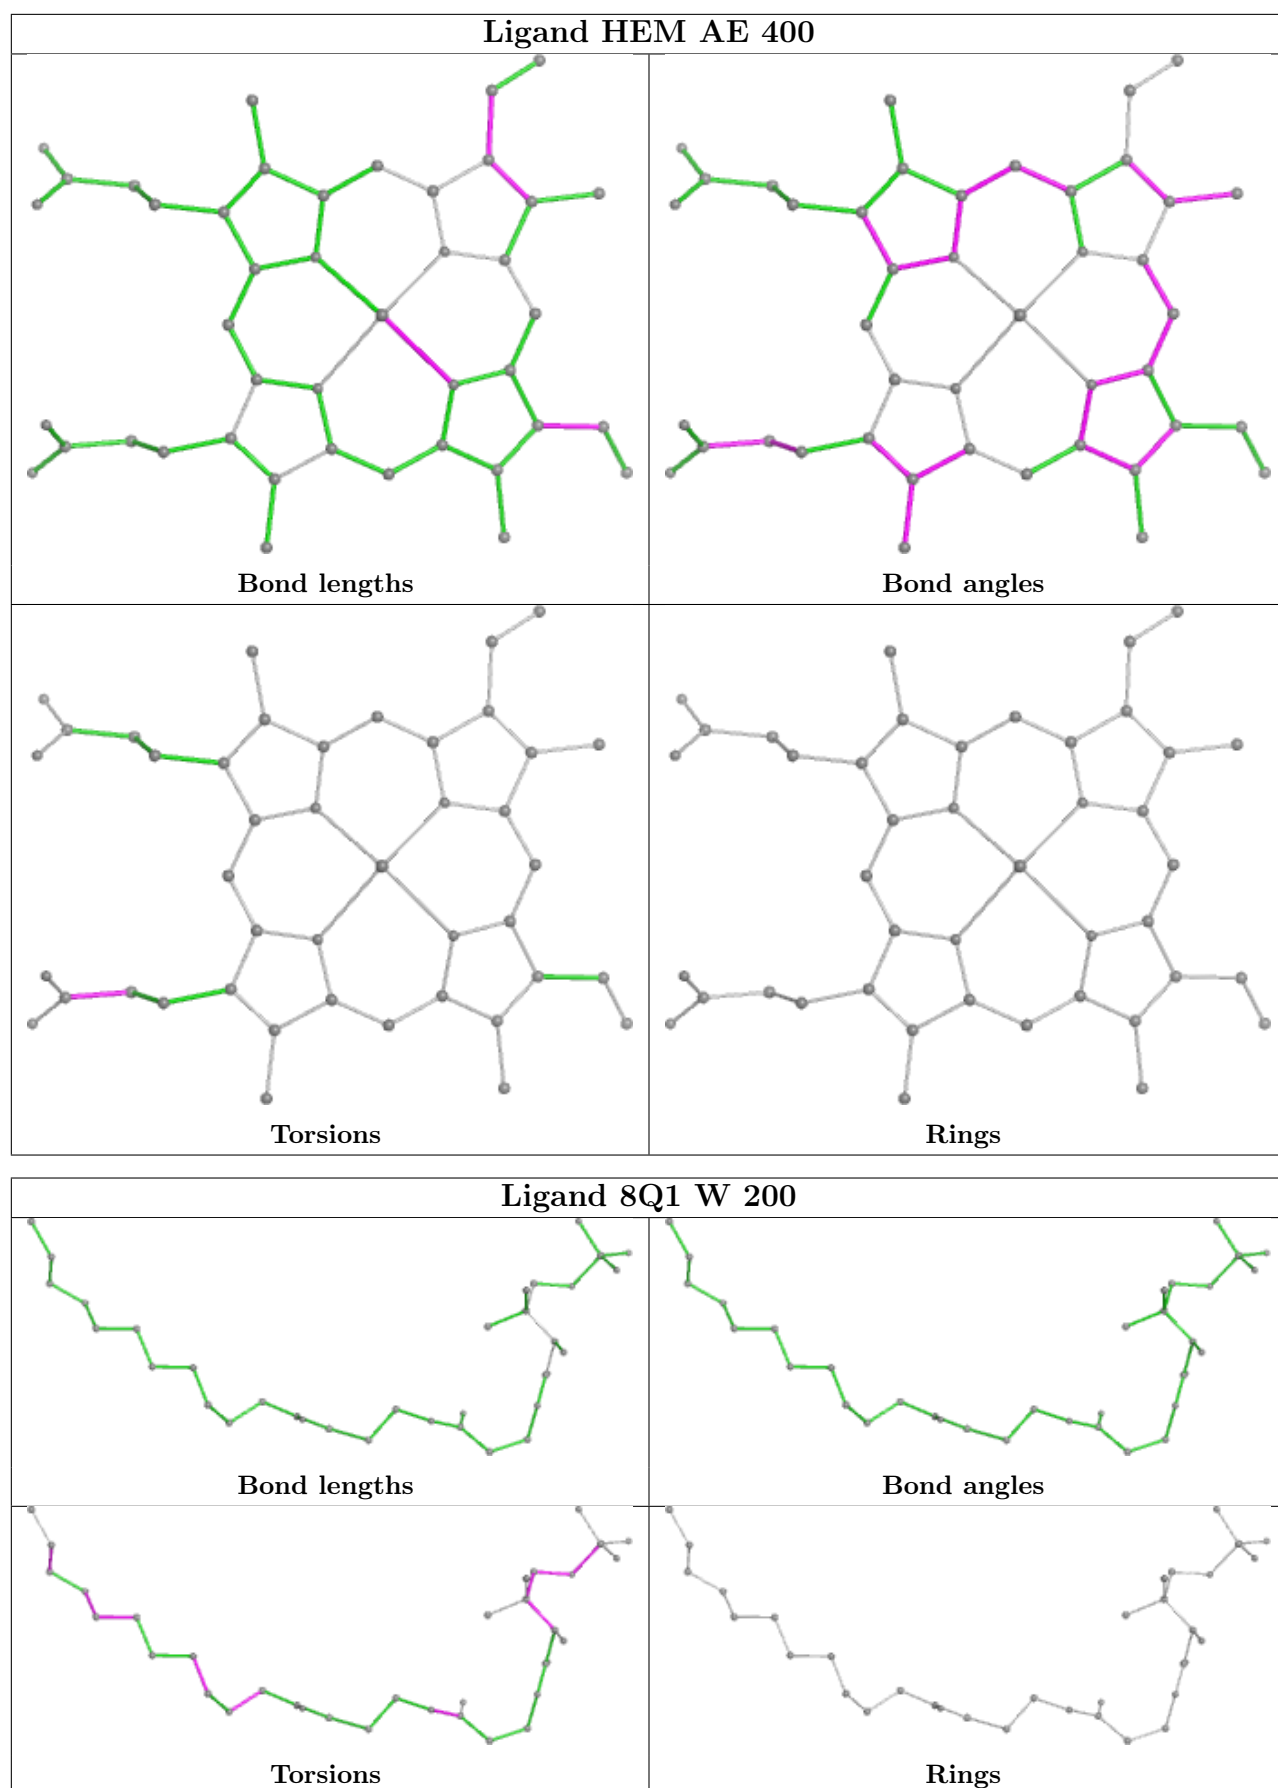 Ligand HEM AE 400
Bond lengths
Bond angles
Torsions
Rings
Ligand 8Q1 W 200
Bond lengths
Bond angles
Torsions
Rings